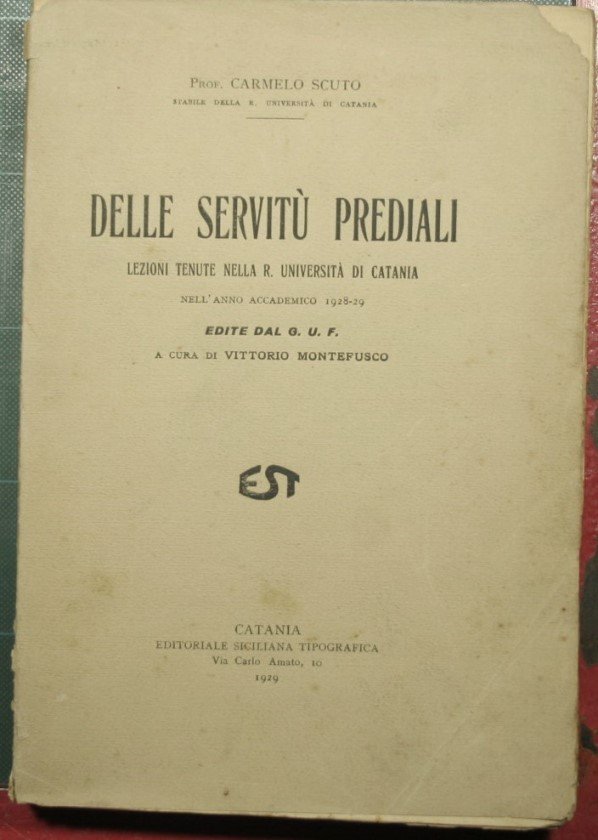 Prof. CARMELO SCUTO
STABILE DELLA R. UNIVERSITÀ DI CATANIA
DELLE SERVITÙ PREDIALI
LEZIONI TENUTE NELLA R. UNIVERSITÀ DI CATANIA
NELL'ANNO ACCADEMICO 1928-29
EDITE DAL G. U. F.
A CURA DI VITTORIO MONTEFUSCO
EST
CATANIA
EDITORIALE SICILIANA TIPOGRAFICA
Via Carlo Amato, 10
1929